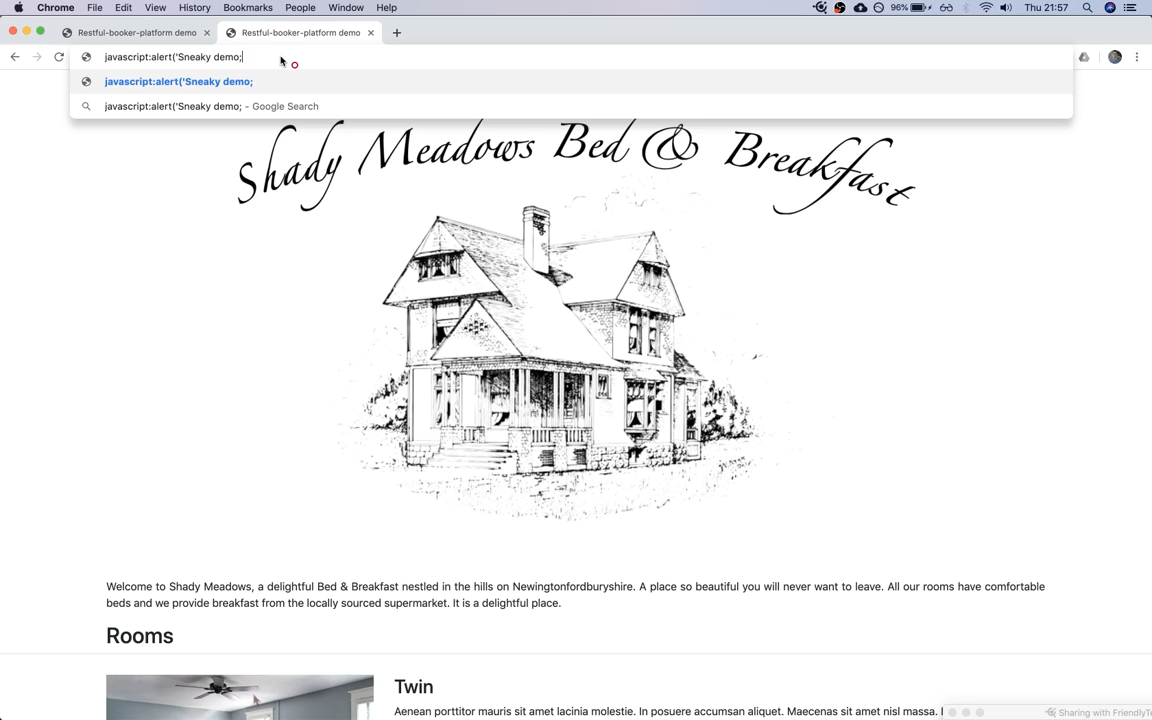 Chrome File Edit View History Bookmarks People Window Help 96% Thu 21:57
Restful-booker-platform demo Restful-booker-platform demo
javascript:alert('Sneaky demo;
javascript:alert('Sneaky demo;
javascript:alert('Sneaky demo; – Google Search
Shady Meadows Bed & Breakfast
Welcome to Shady Meadows, a delightful Bed & Breakfast nestled in the hills on Newingtonfordburyshire. A place so beautiful you will never want to leave. All our rooms have comfortable
beds and we provide breakfast from the locally sourced supermarket. It is a delightful place.
Rooms
Twin
Aenean porttitor mauris sit amet lacinia molestie. In posuere accumsan aliquet. Maecenas sit amet nisl massa.
Sharing with